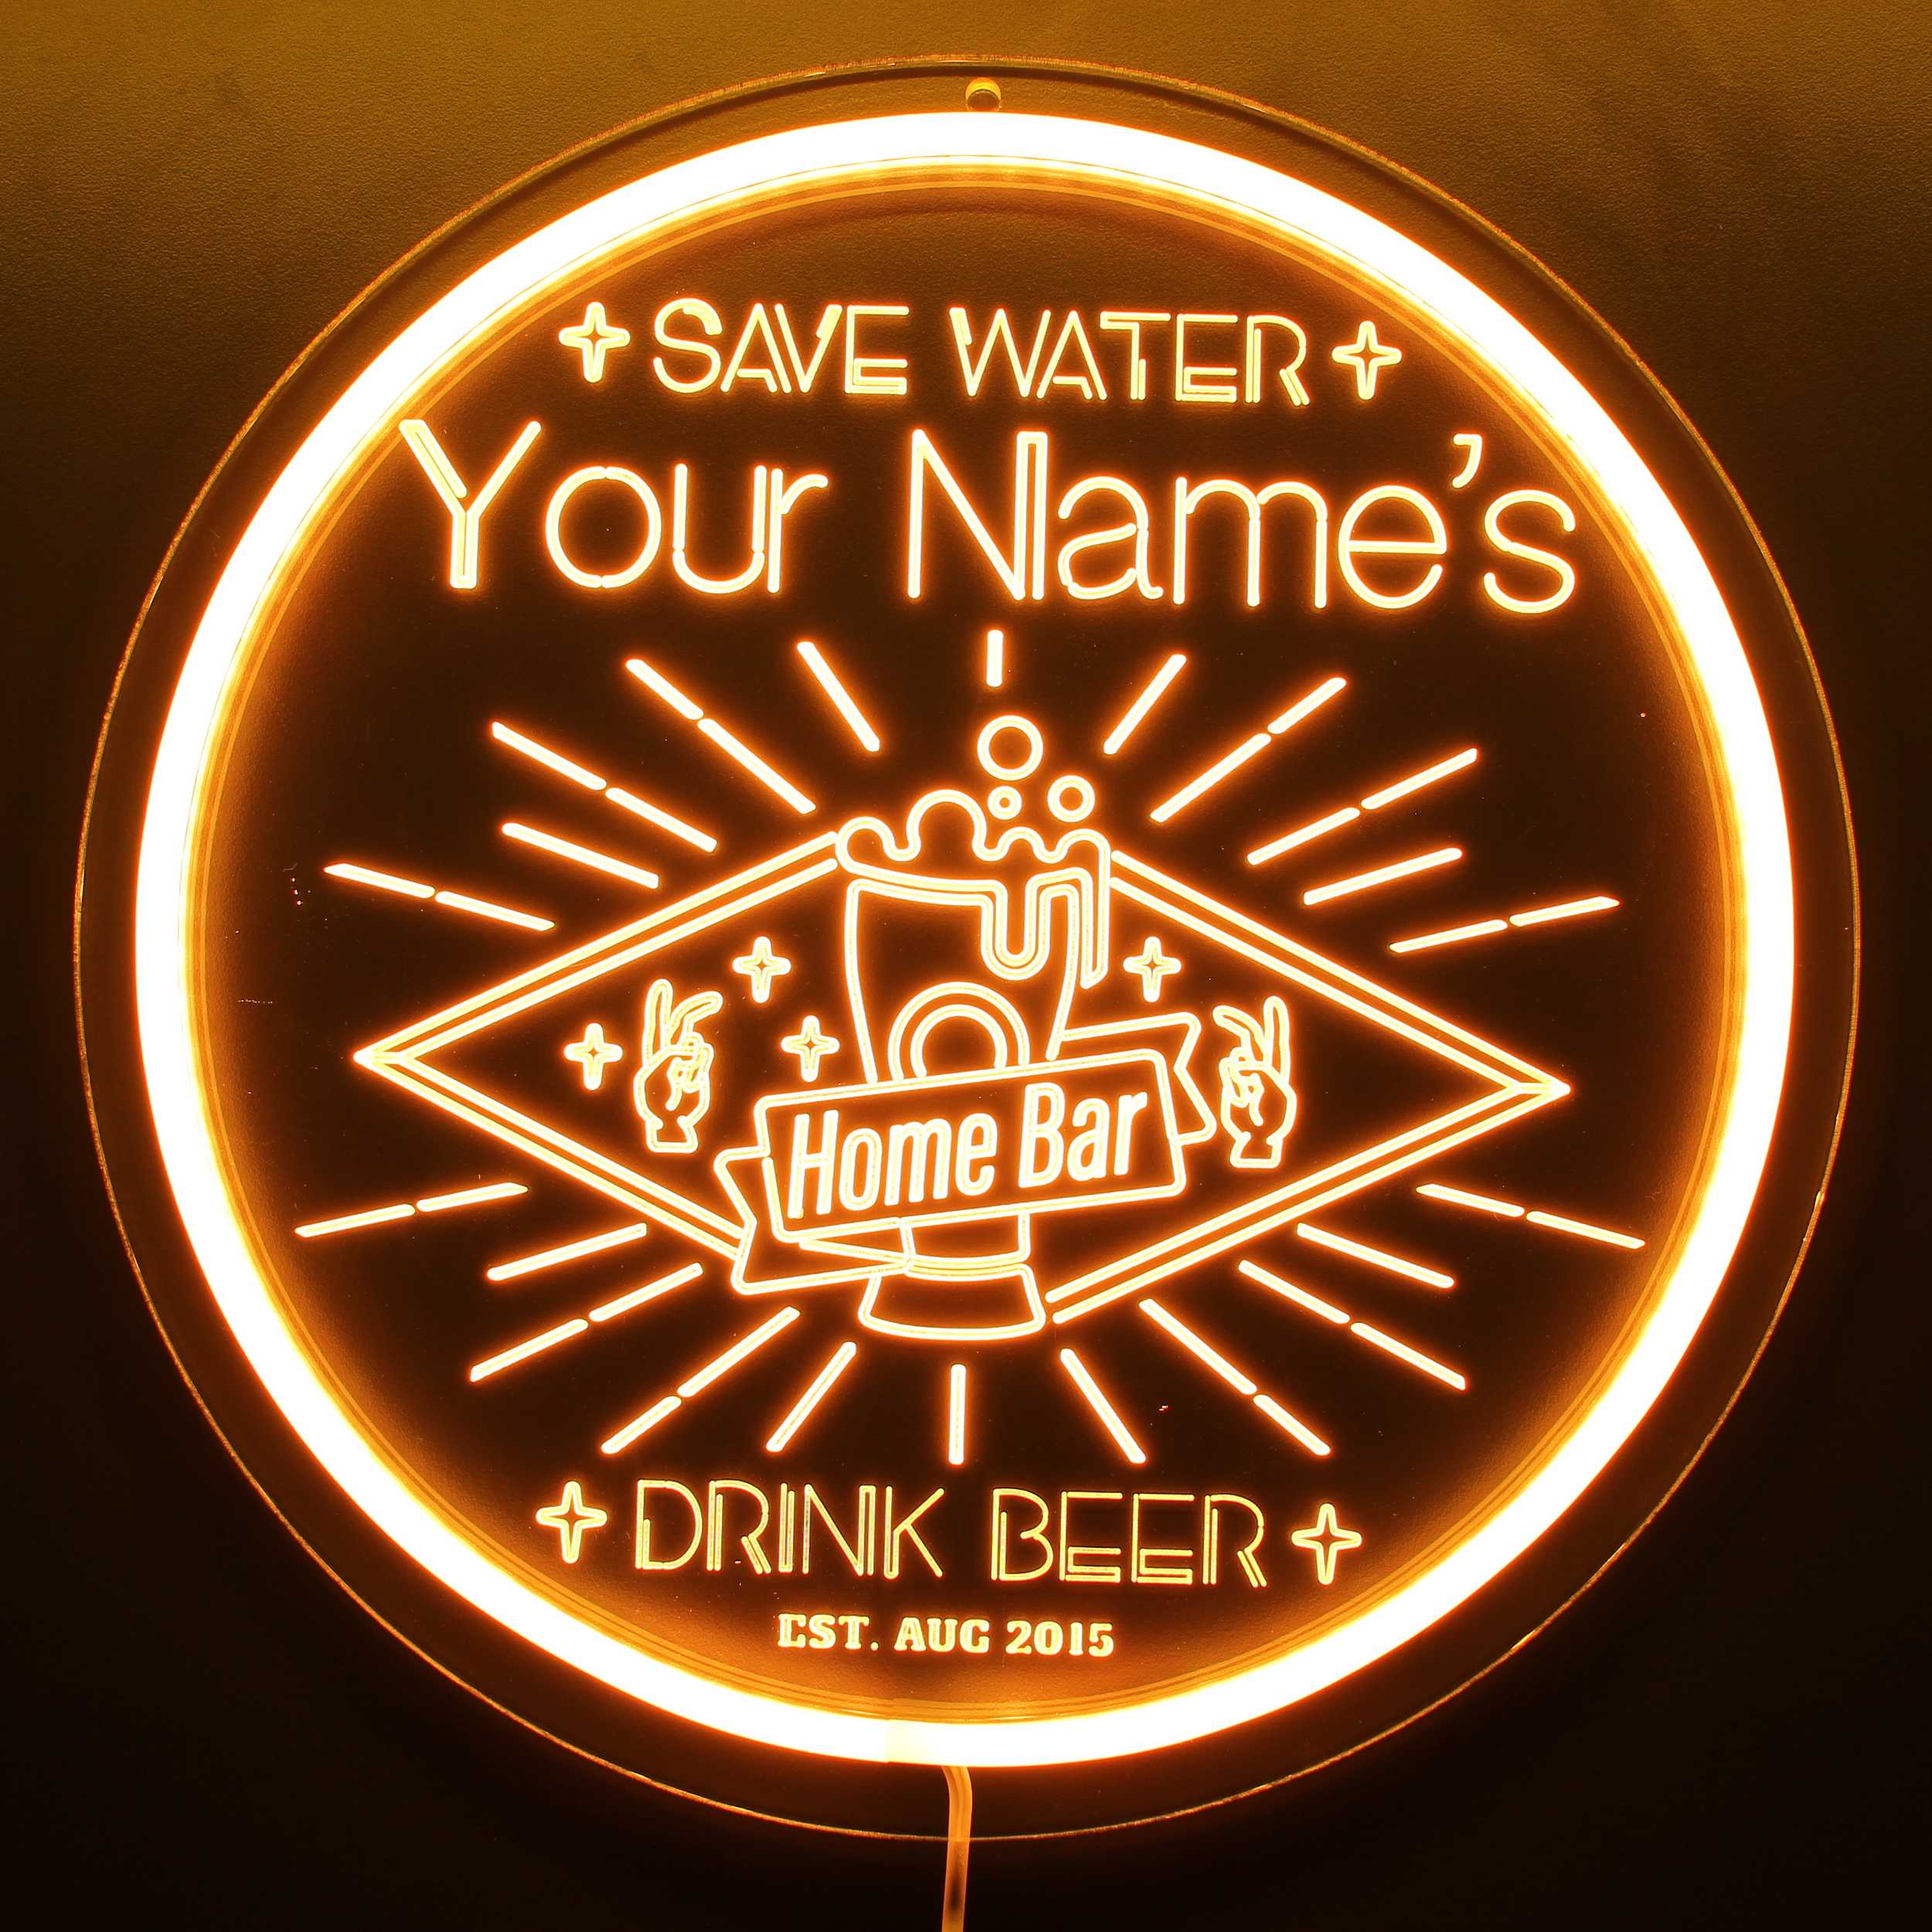 SAVE WATER
Your Name's
Home Bar
DRINK BEER
EST. AUG 2015